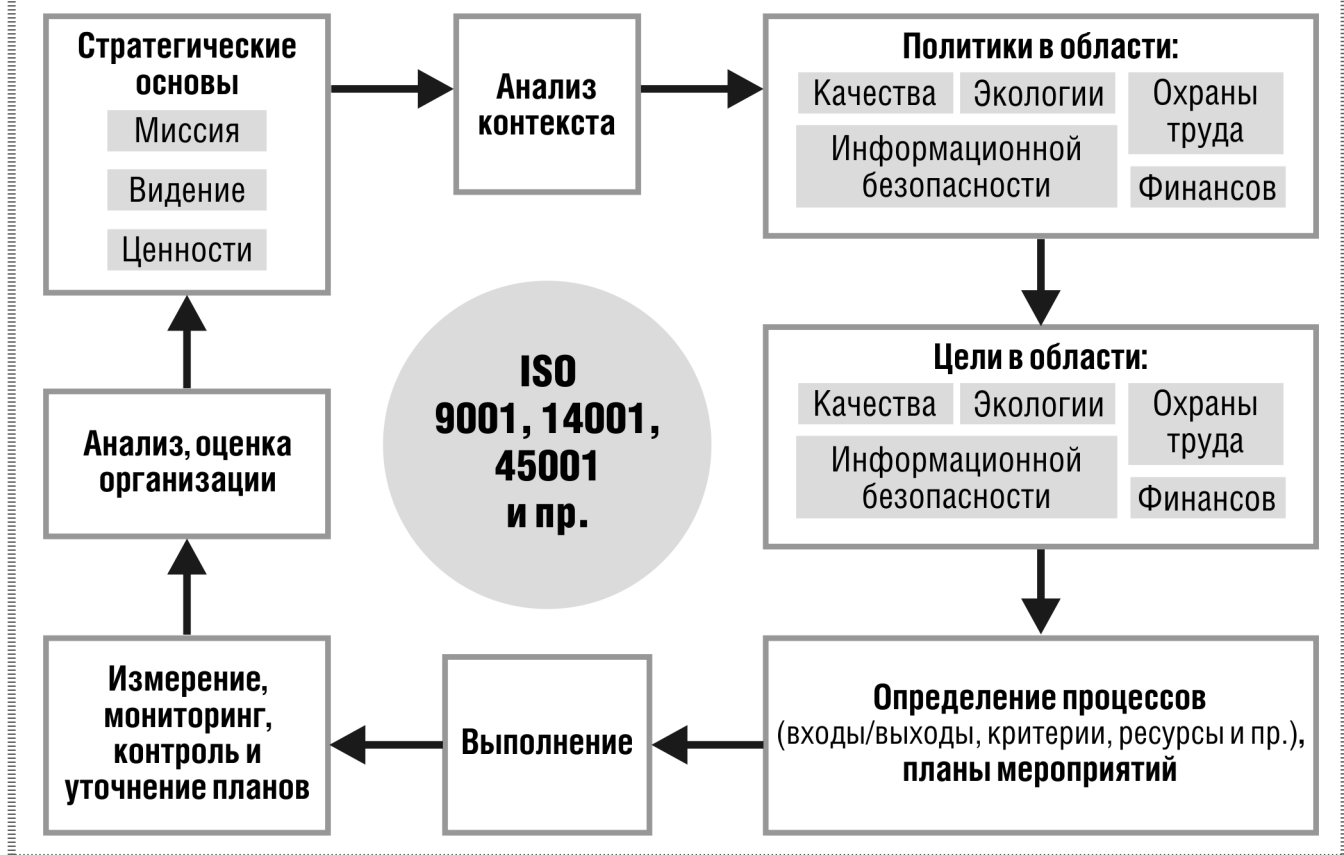 Стратегические
основы
Миссия
Видение
Ценности
Анализ
контекста
Политики в области:
Качества
Экологии
Охраны
труда
Информационной
безопасности
Финансов
ISO
9001, 14001,
45001
и пр.
Цели в области:
Качества
Экологии
Охраны
труда
Информационной
безопасности
Финансов
Анализ, оценка
организации
Измерение,
мониторинг,
контроль и
уточнение планов
Выполнение
Определение процессов
(входы/выходы, критерии, ресурсы и пр.),
планы мероприятий